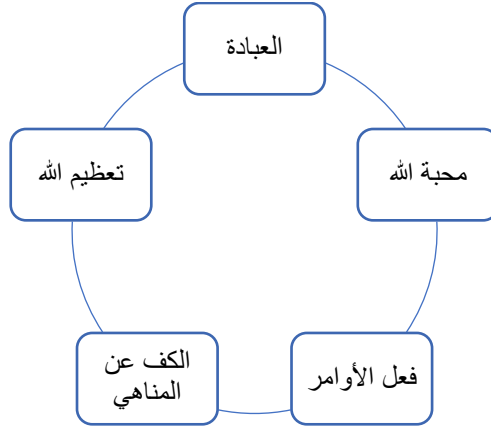 العبادة
محبة الله
تعظيم الله
فعل الأوامر
الكف عن
المناهي